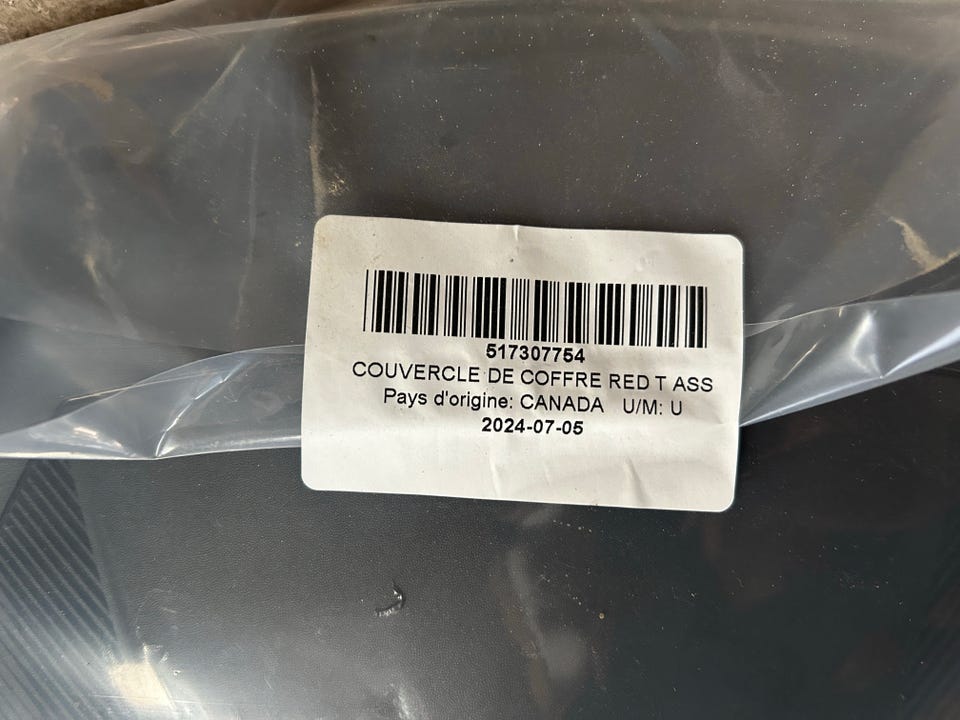 517307754
COUVERCLE DE COFFRE RED T ASS
Pays d'origine: CANADA U/M: U
2024-07-05